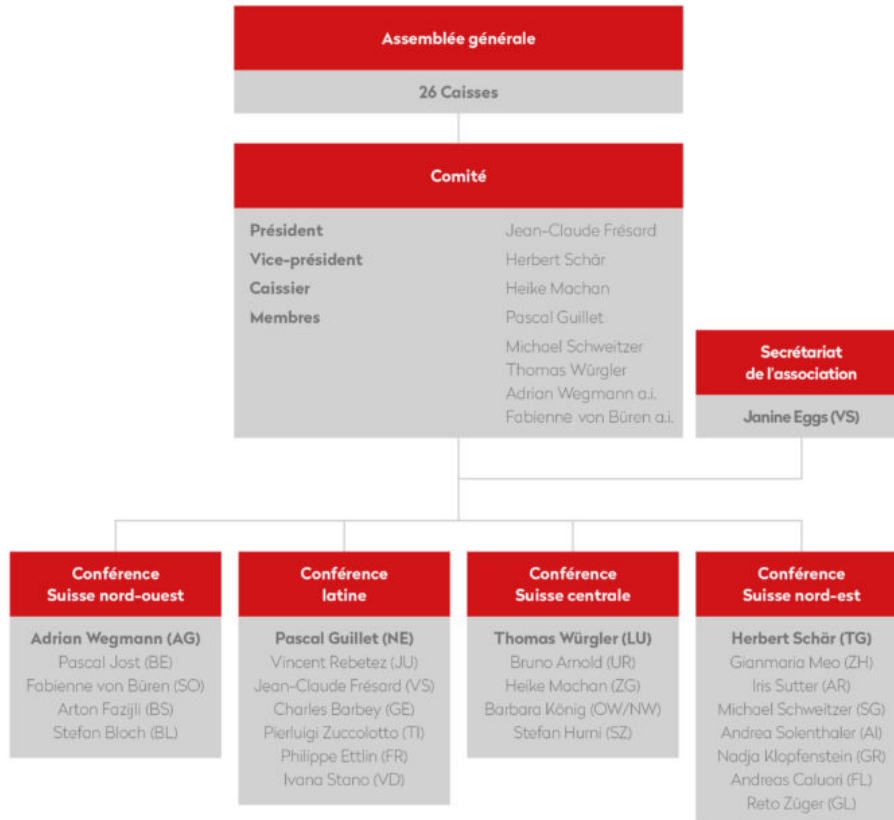 Assemblée générale
26 Caisses
Comité
Président Jean-Claude Frésard
Vice-président Herbert Schär
Caissier Heike Machan
Membres Pascal Guillet
Michael Schweitzer
Thomas Würgler
Adrian Wegmann a.i.
Fabienne von Büren a.i.
Secrétariat
de l'association
Janine Eggs (VS)
Conférence
Suisse nord-ouest
Adrian Wegmann (AG)
Pascal Jost (BE)
Fabienne von Büren (SO)
Arton Fazijli (BS)
Stefan Bloch (BL)
Conférence
latine
Pascal Guillet (NE)
Vincent Rebetez (JU)
Jean-Claude Frésard (VS)
Charles Barbey (GE)
Pierluigi Zuccolotto (TI)
Philippe Ettlin (FR)
Ivana Stano (VD)
Conférence
Suisse centrale
Thomas Würgler (LU)
Bruno Arnold (UR)
Heike Machan (ZG)
Barbara König (OW/NW)
Stefan Hurni (SZ)
Conférence
Suisse nord-est
Herbert Schär (TG)
Gianmaria Meo (ZH)
Iris Sutter (AR)
Michael Schweitzer (SG)
Andrea Solenthaler (AI)
Nadja Klopfenstein (GR)
Andreas Caluori (FL)
Reto Züger (GL)